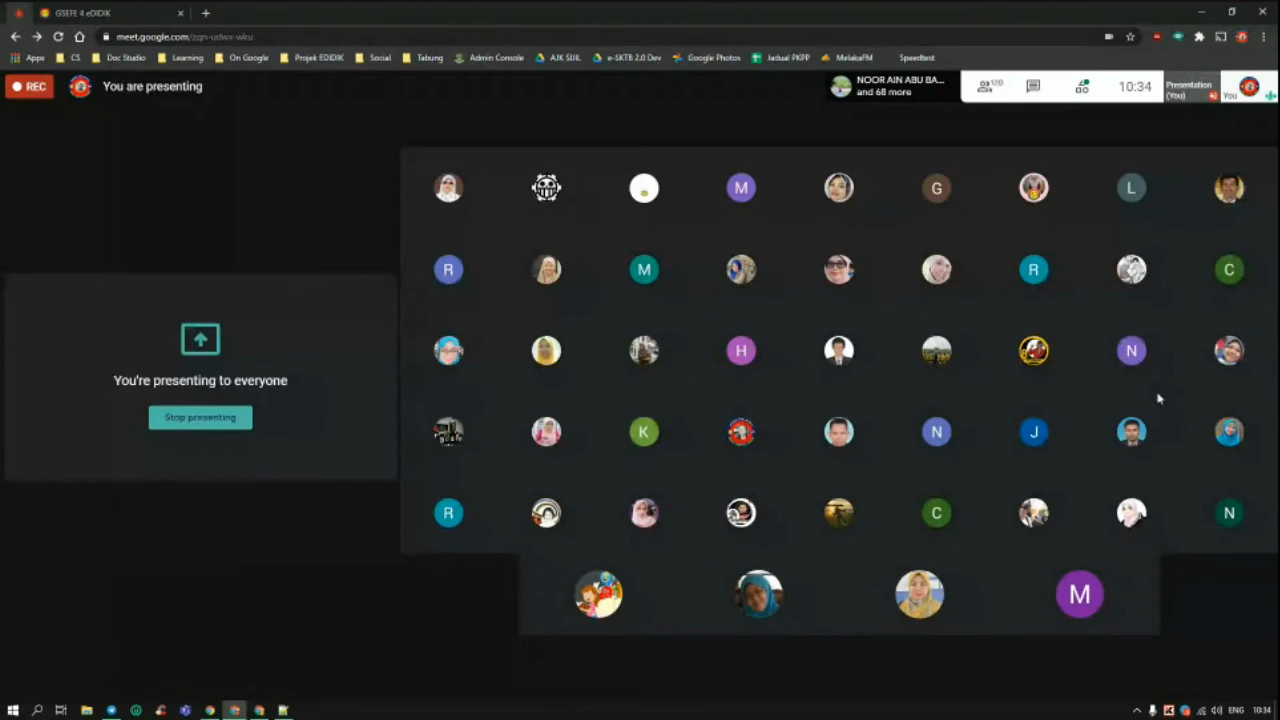 GSEFE 4 eDIDIK
meet.google.com/zqn-udwx-wku
Apps CS Doc Studio Learning On Google Projek EDIDIK Social Tabung Admin Console AJK SIJIL e-SKTB 2.0 Dev Google Photos Jadual PKPP MelakaFM Speedtest
REC You are presenting
NOOR AIN ABU BA...
and 68 more
120
10:34
Presentation
(You)
You
M G L
R M R C
You're presenting to everyone
H N
Stop presenting
K N J
R C N
M
ENG 10:34